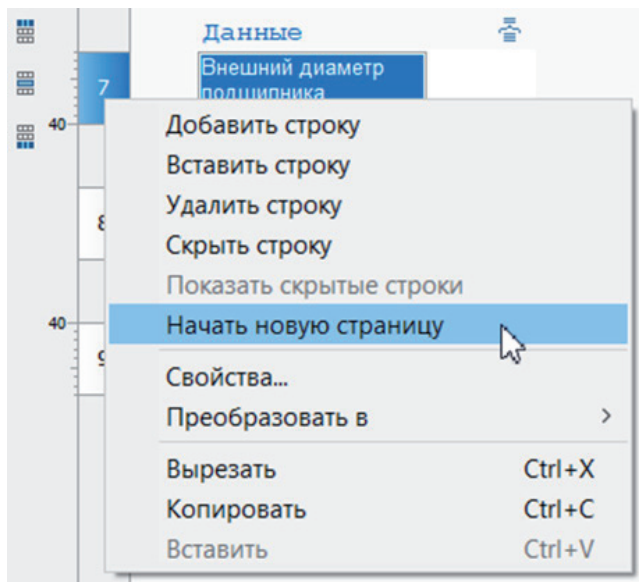 Данные
Внешний диаметр
подшипника
7
40
Добавить строку
Вставить строку
Удалить строку
8
Скрыть строку
Показать скрытые строки
40
Начать новую страницу
9
Свойства...
Преобразовать в
Вырезать Ctrl+X
Копировать Ctrl+C
Вставить Ctrl+V